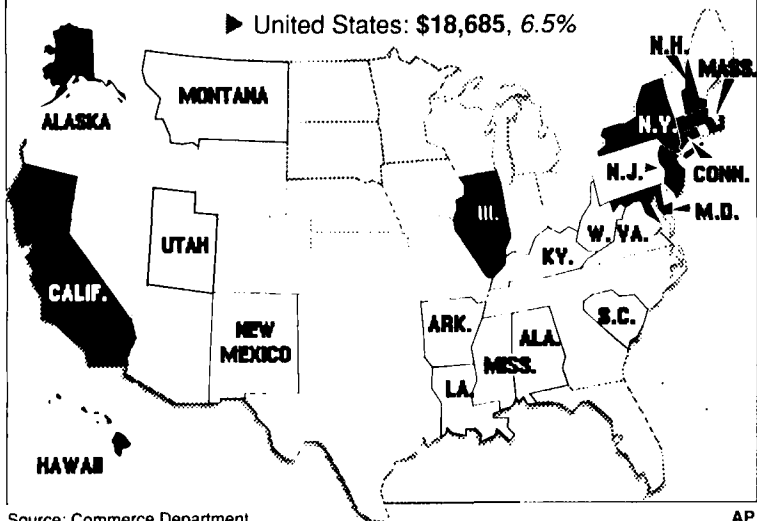 ▶ United States: $18,685, 6.5%
N.H.
MASS.
MONTANA
ALASKA
N.Y.
N.J.
CONN.
M.D.
Ill.
W. VA.
UTAH
KY.
CALIF.
ARK.
S.C.
NEW
MEXICO
ALA.
MISS.
LA.
HAWAII
Source: Commerce Department
AP